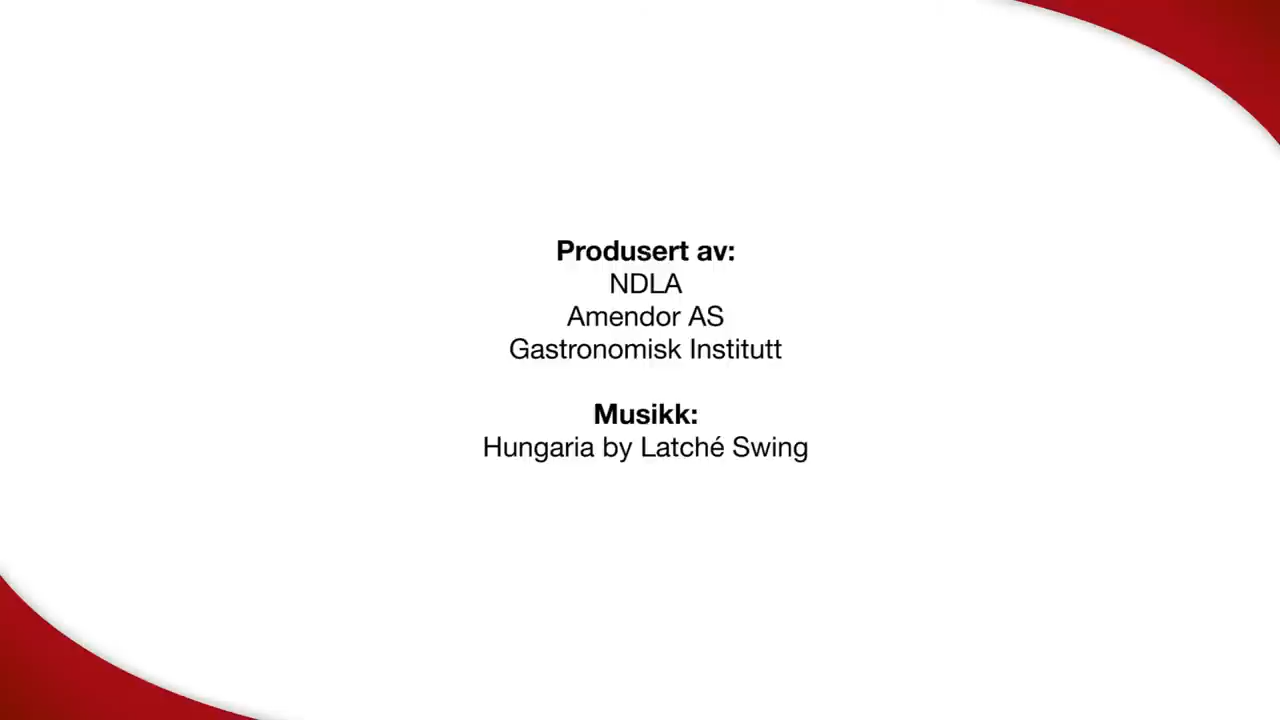 Produsert av:
NDLA
Amendor AS
Gastronomisk Institutt
Musikk:
Hungaria by Latché Swing